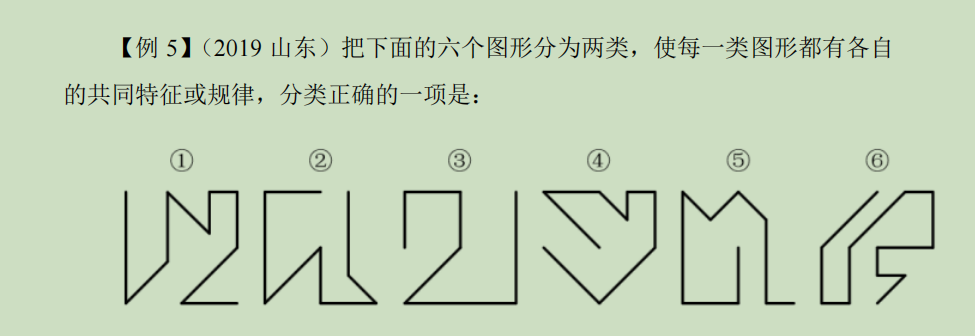 【例 5】（2019 山东）把下面的六个图形分为两类，使每一类图形都有各自
的共同特征或规律，分类正确的一项是：
① ② ③ ④ ⑤ ⑥